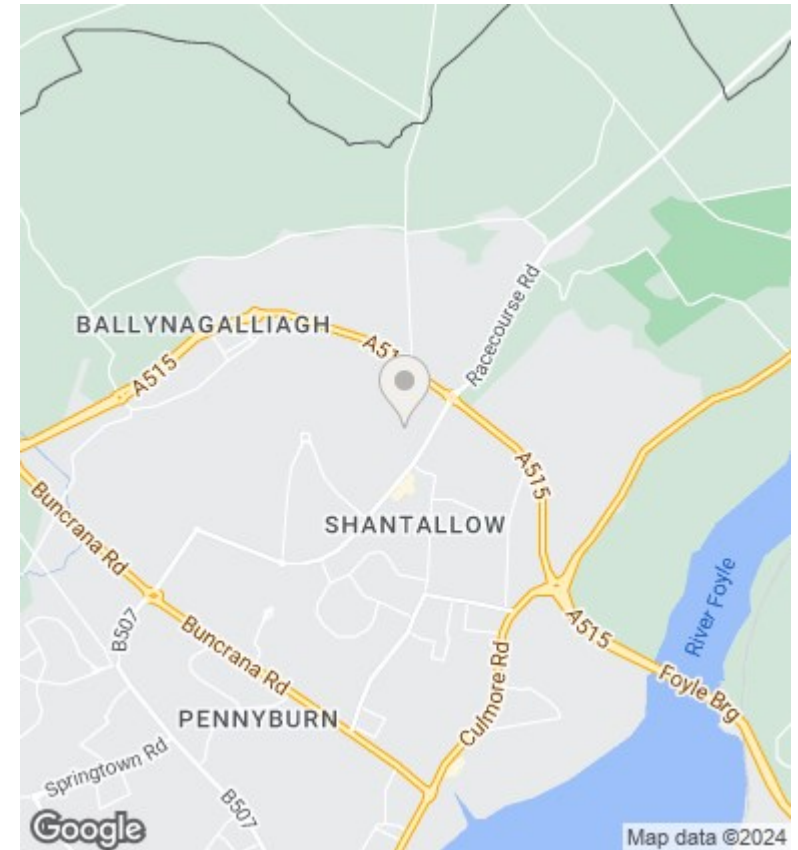 Racecourse Rd
BALLYNAGALLIAGH
A51
A515
A515
SHANTALLOW
Buncrana Rd
River Foyle
B507
A515
Buncrana Rd
Culmore Rd
Foyle Brg
PENNYBURN
Springtown Rd
B507
Google
Map data ©2024